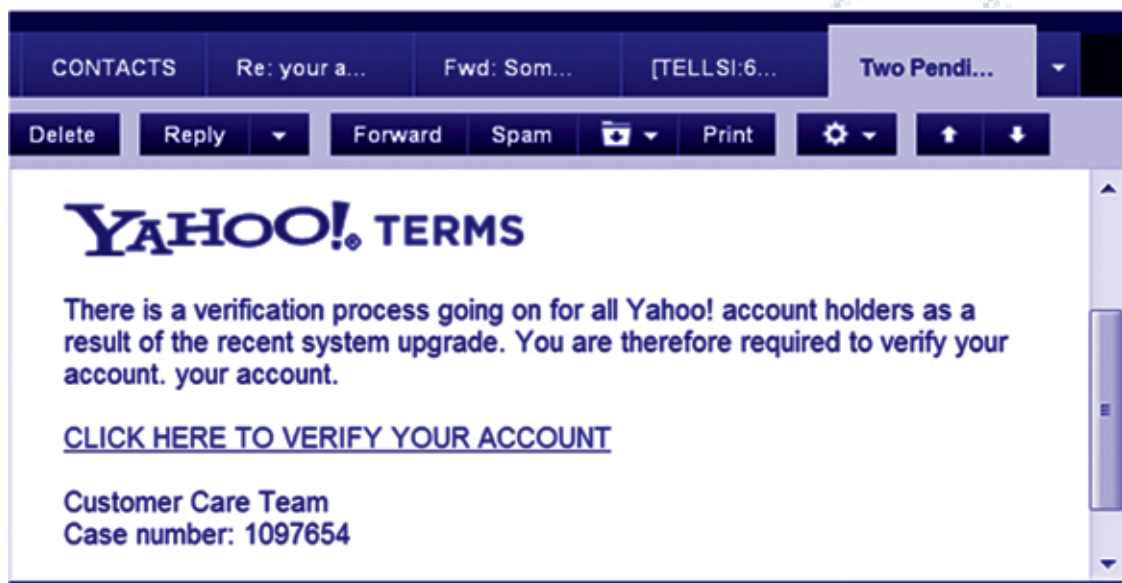 CONTACTS Re: your a... Fwd: Som... [TELLSI:6... Two Pendi...
Delete Reply Forward Spam Print
YAHOO!® TERMS
There is a verification process going on for all Yahoo! account holders as a
result of the recent system upgrade. You are therefore required to verify your
account. your account.
CLICK HERE TO VERIFY YOUR ACCOUNT
Customer Care Team
Case number: 1097654